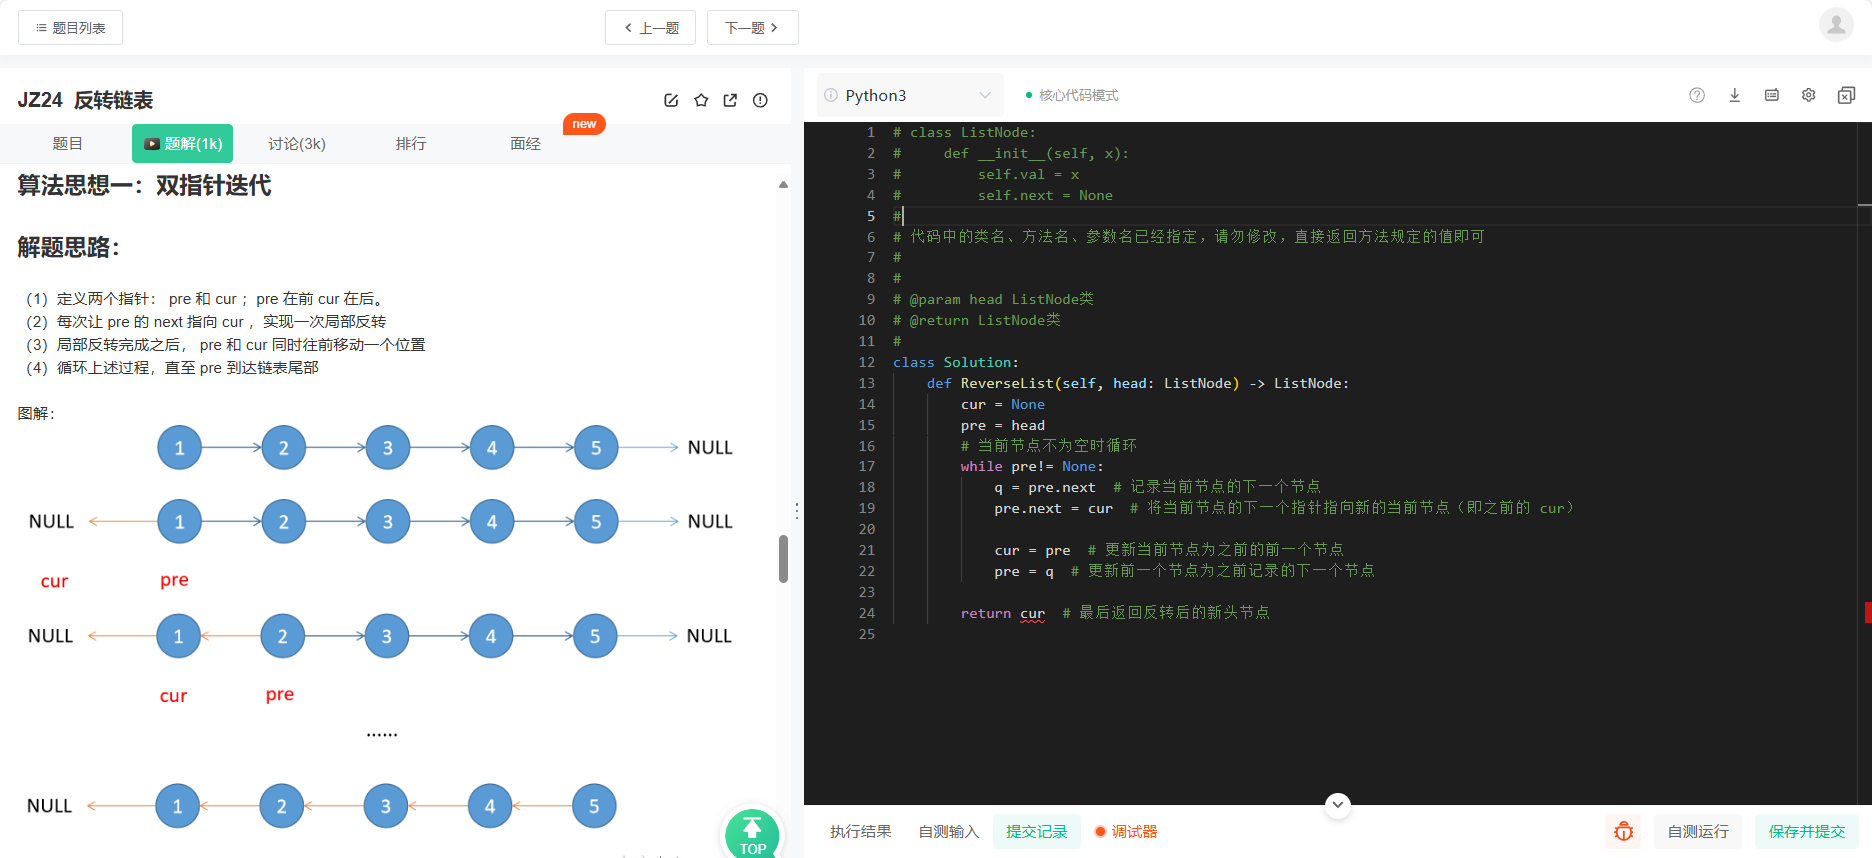 题目列表
上一题
下一题
JZ24 反转链表
题目
题解(1k)
讨论(3k)
排行
面经
new
算法思想一：双指针迭代
解题思路：
（1）定义两个指针： pre 和 cur ；pre 在前 cur 在后。
（2）每次让 pre 的 next 指向 cur ，实现一次局部反转
（3）局部反转完成之后， pre 和 cur 同时往前移动一个位置
（4）循环上述过程，直至 pre 到达链表尾部
图解：
1 2 3 4 5 NULL
NULL 1 2 3 4 5 NULL
cur pre
NULL 1 2 3 4 5 NULL
cur pre
......
NULL 1 2 3 4 5
TOP
Python3
核心代码模式
1 # class ListNode:
2 #     def __init__(self, x):
3 #         self.val = x
4 #         self.next = None
5 #
6 # 代码中的类名、方法名、参数名已经指定，请勿修改，直接返回方法规定的值即可
7 #
8 #
9 # @param head ListNode类
10 # @return ListNode类
11 #
12 class Solution:
13     def ReverseList(self, head: ListNode) -> ListNode:
14         cur = None
15         pre = head
16         # 当前节点不为空时循环
17         while pre!= None:
18             q = pre.next  # 记录当前节点的下一个节点
19             pre.next = cur  # 将当前节点的下一个指针指向新的当前节点（即之前的 cur）
20
21             cur = pre  # 更新当前节点为之前的前一个节点
22             pre = q  # 更新前一个节点为之前记录的下一个节点
23
24         return cur  # 最后返回反转后的新头节点
25
执行结果
自测输入
提交记录
调试器
自测运行
保存并提交